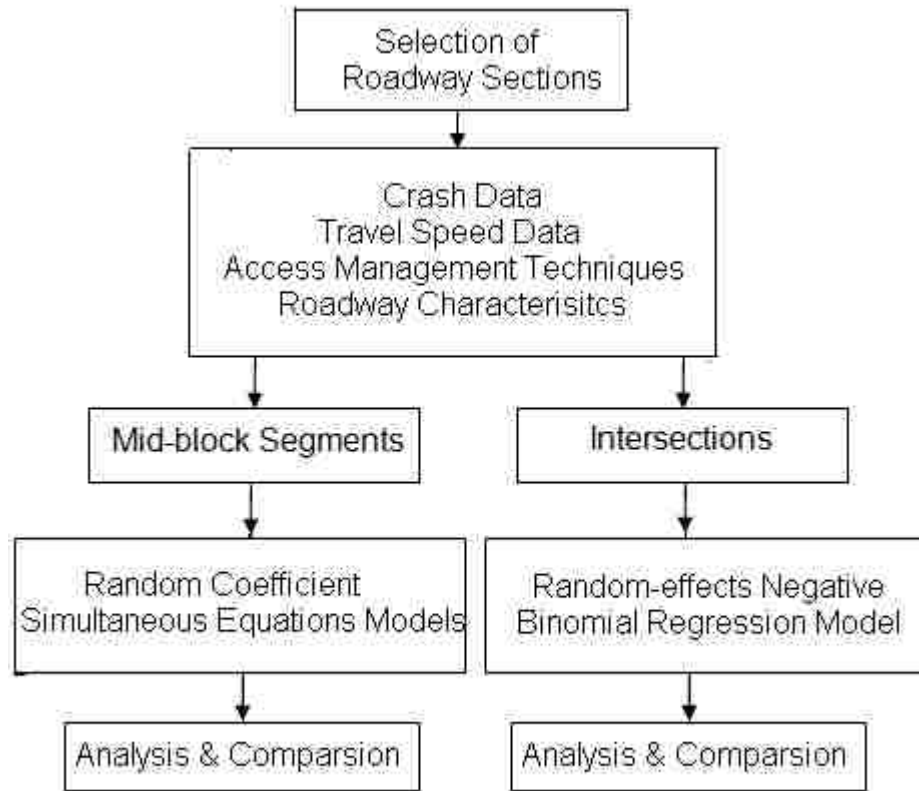 Selection of
Roadway Sections
Crash Data
Travel Speed Data
Access Management Techniques
Roadway Characterisitcs
Mid-block Segments
Intersections
Random Coefficient
Simultaneous Equations Models
Random-effects Negative
Binomial Regression Model
Analysis & Comparsion
Analysis & Comparsion